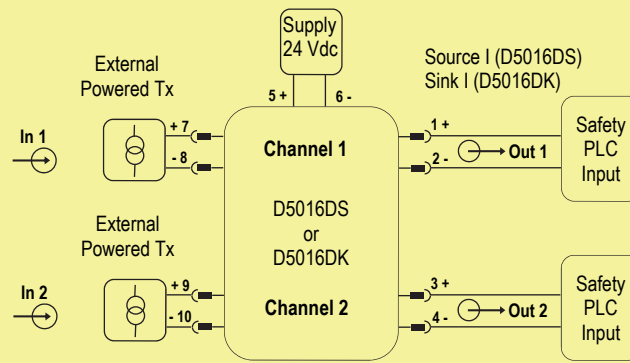 Supply
24 Vdc
5 +
6 -
Source I (D5016DS)
Sink I (D5016DK)
External
Powered Tx
In 1
+ 7
- 8
Channel 1
1 +
2 -
Out 1
Safety
PLC
Input
D5016DS
or
D5016DK
External
Powered Tx
In 2
+ 9
- 10
Channel 2
3 +
4 -
Out 2
Safety
PLC
Input